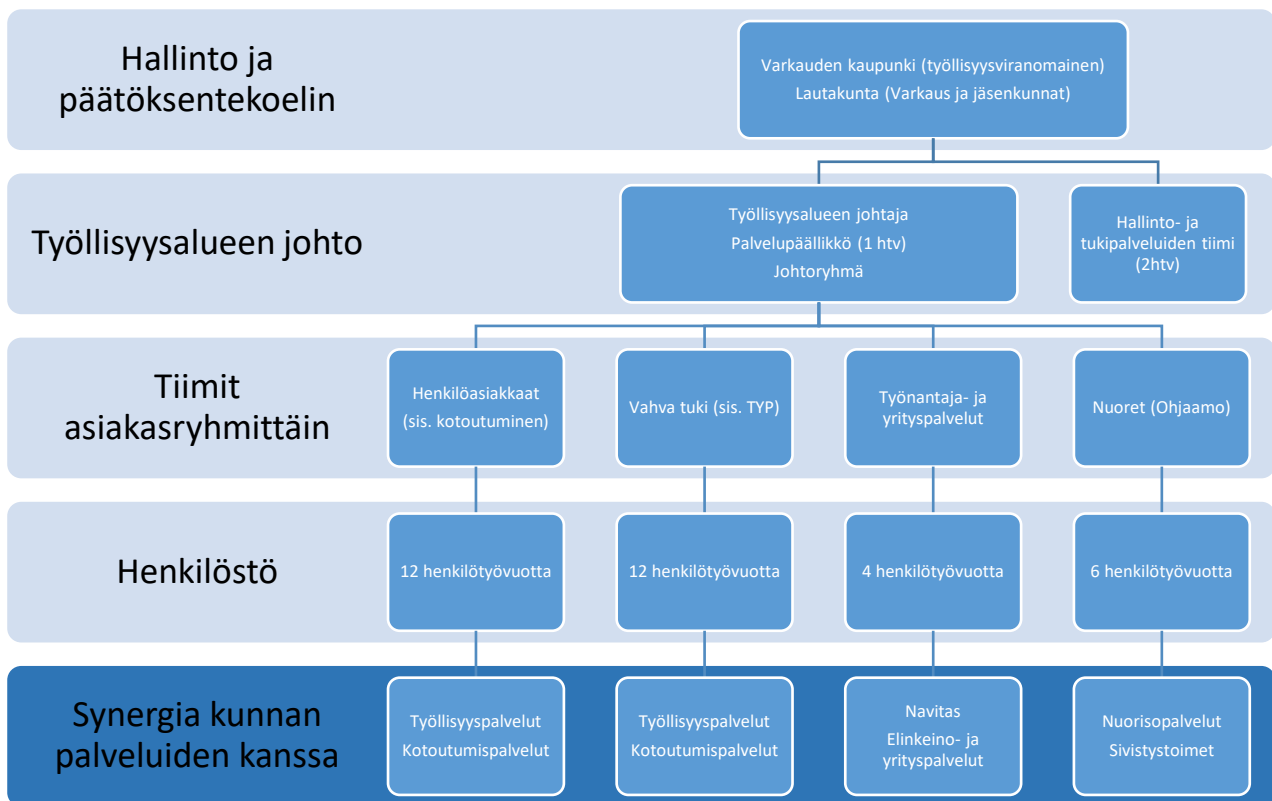 Hallinto ja
päätöksentekoelin
Varkauden kaupunki (työllisyysviranomainen)
Lautakunta (Varkaus ja jäsenkunnat)
Työllisyysalueen johto
Työllisyysalueen johtaja
Palvelupäällikkö (1 htv)
Johtoryhmä
Hallinto- ja
tukipalveluiden tiimi
(2htv)
Tiimit
asiakasryhmittäin
Henkilöasiakkaat
(sis. kotoutuminen)
Vahva tuki (sis. TYP)
Työnantaja- ja
yrityspalvelut
Nuoret (Ohjaamo)
Henkilöstö
12 henkilötyövuotta
12 henkilötyövuotta
4 henkilötyövuotta
6 henkilötyövuotta
Synergia kunnan
palveluiden kanssa
Työllisyyspalvelut
Kotoutumispalvelut
Työllisyyspalvelut
Kotoutumispalvelut
Navitas
Elinkeino- ja
yrityspalvelut
Nuorisopalvelut
Sivistystoimet